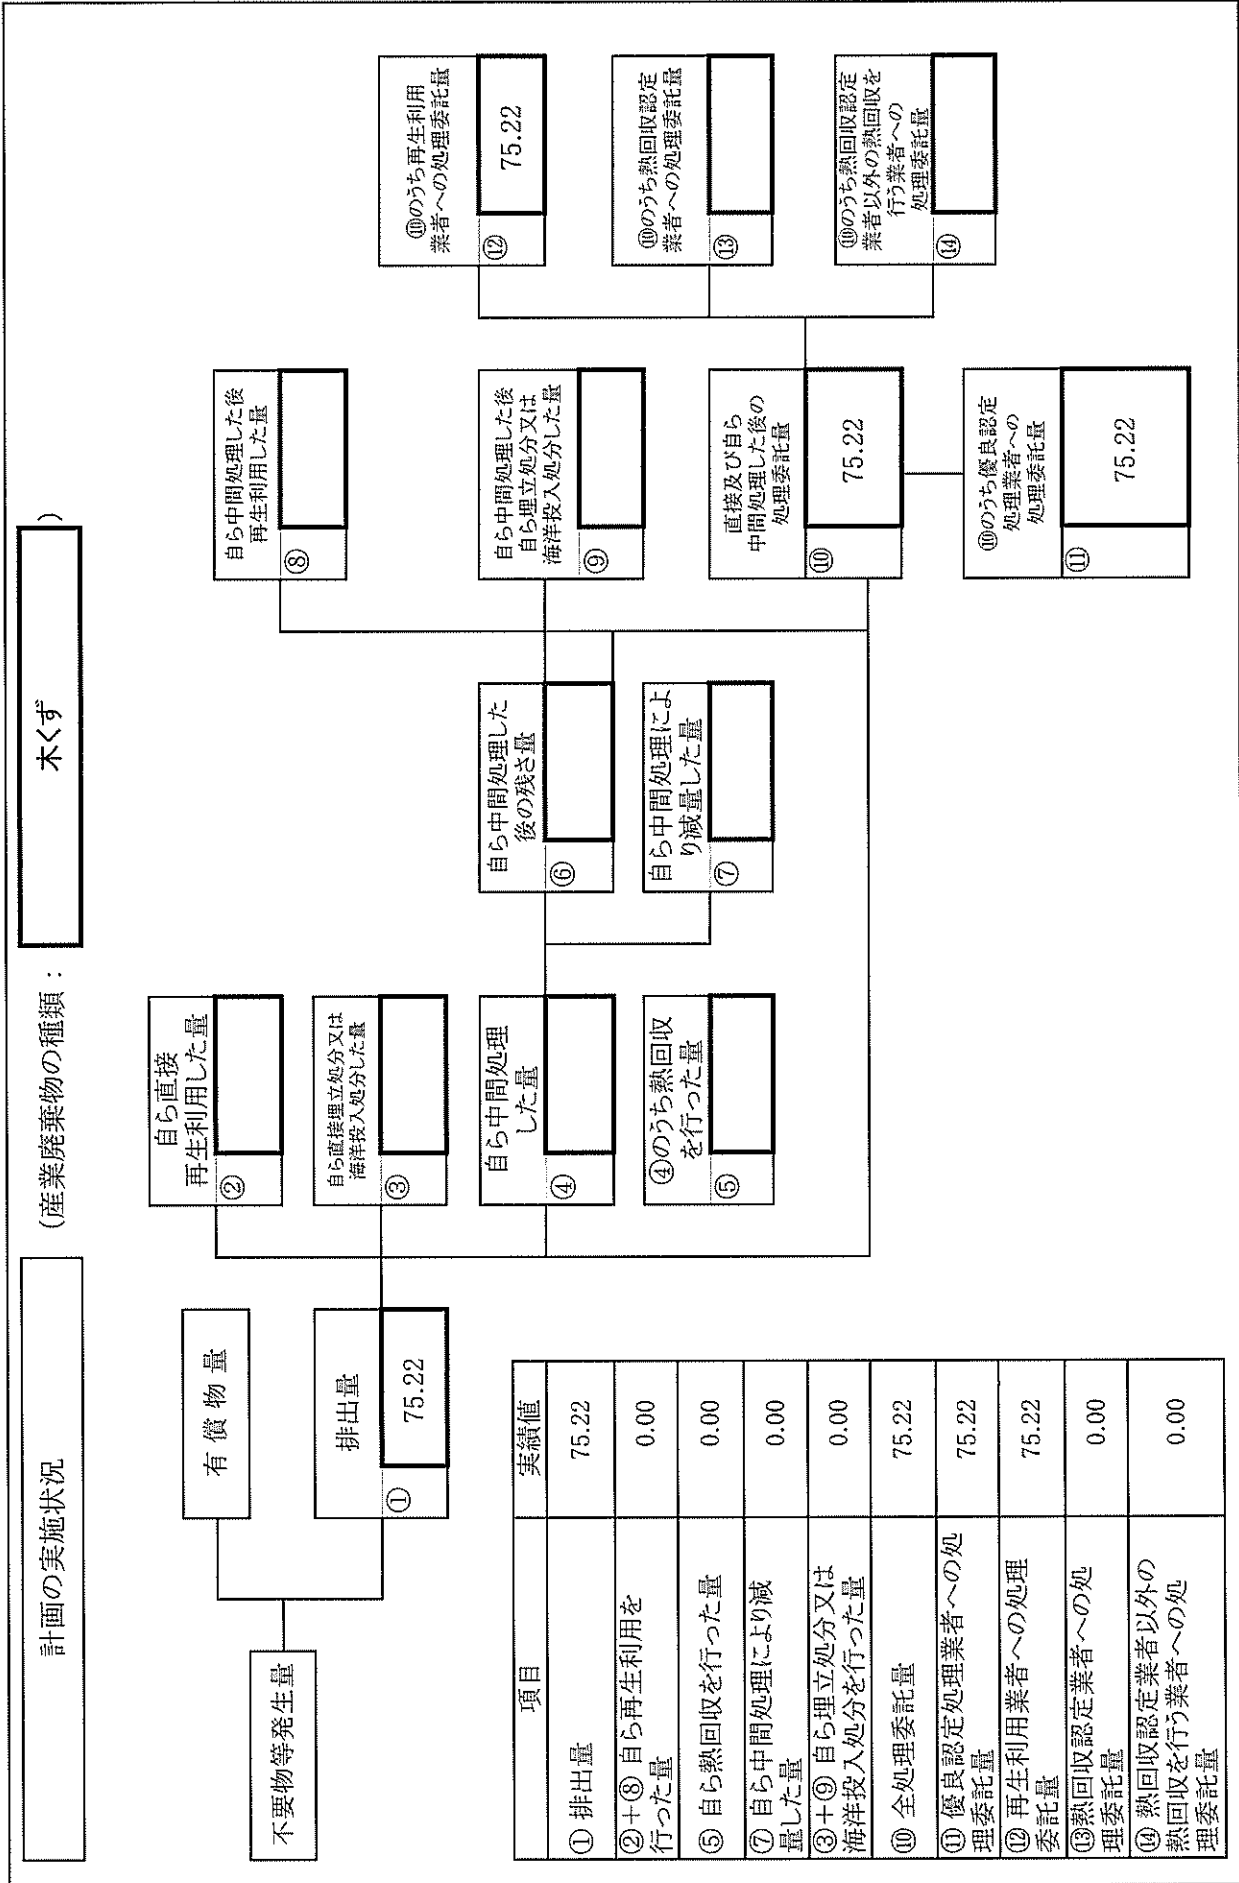 計画の実施状況
（産業廃棄物の種類：
木くず
）
不要物等発生量
有 償 物 量
排出量
①
75.22
自ら直接
再生利用した量
②
自ら直接埋立処分又は
海洋投入処分した量
③
自ら中間処理
した量
④
④のうち熱回収
を行った量
⑤
自ら中間処理した
後の残さ量
⑥
自ら中間処理によ
り減量した量
⑦
自ら中間処理した後
再生利用した量
⑧
自ら中間処理した後
自ら埋立処分又は
海洋投入処分した量
⑨
直接及び自ら
中間処理した後の
処理委託量
⑩
75.22
⑩のうち優良認定
処理業者への
処理委託量
⑪
75.22
⑩のうち再生利用
業者への処理委託量
⑫
75.22
⑩のうち熱回収認定
業者への処理委託量
⑬
⑩のうち熱回収認定
業者以外の熱回収を
行う業者への
処理委託量
⑭
項目 実績値
① 排出量 75.22
②＋⑧ 自ら再生利用を
行った量 0.00
⑤ 自ら熱回収を行った量 0.00
⑦ 自ら中間処理により減
量した量 0.00
③＋⑨ 自ら埋立処分又は
海洋投入処分を行った量 0.00
⑩ 全処理委託量 75.22
⑪ 優良認定処理業者への処
理委託量 75.22
⑫ 再生利用業者への処理
委託量 75.22
⑬熱回収認定業者への処
理委託量 0.00
⑭ 熱回収認定業者以外の
熱回収を行う業者への処
理委託量 0.00